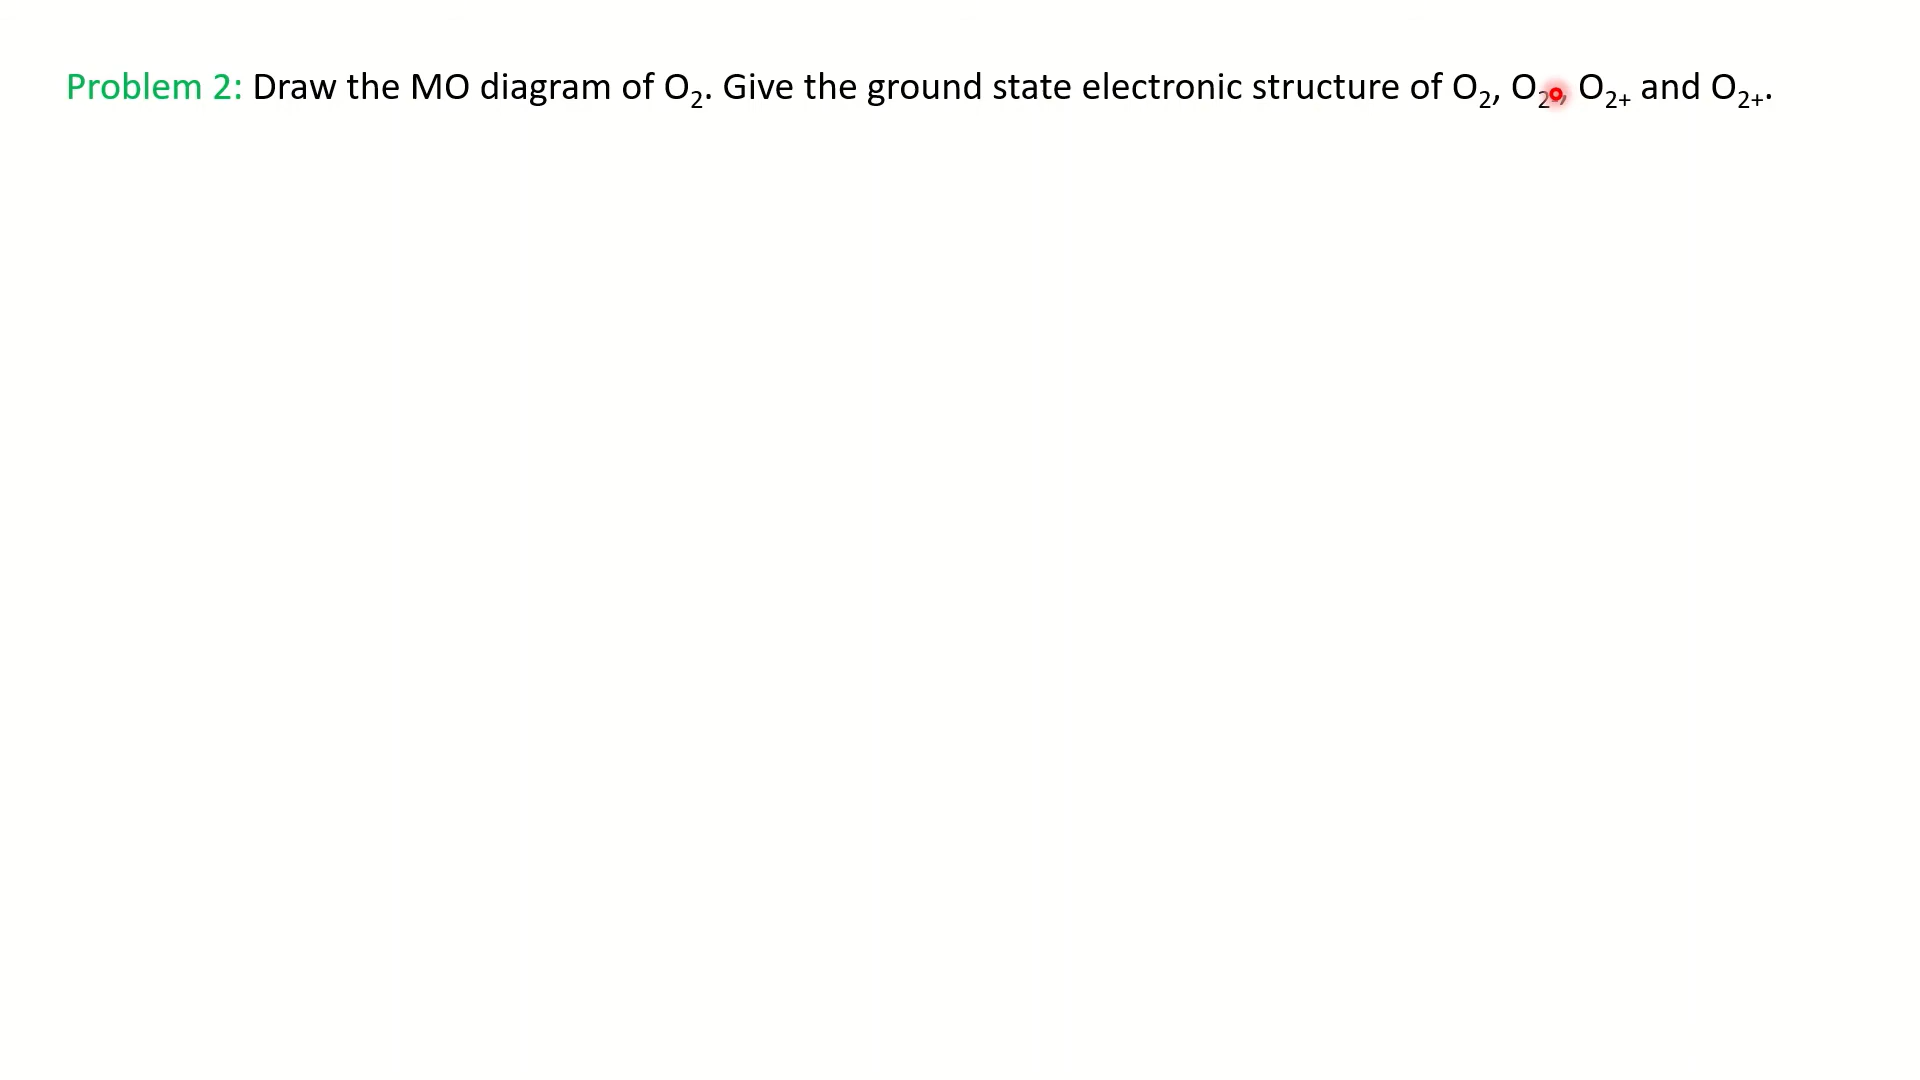 Problem 2: Draw the MO diagram of O₂. Give the ground state electronic structure of O₂, O₂, O₂₊ and O₂₊.